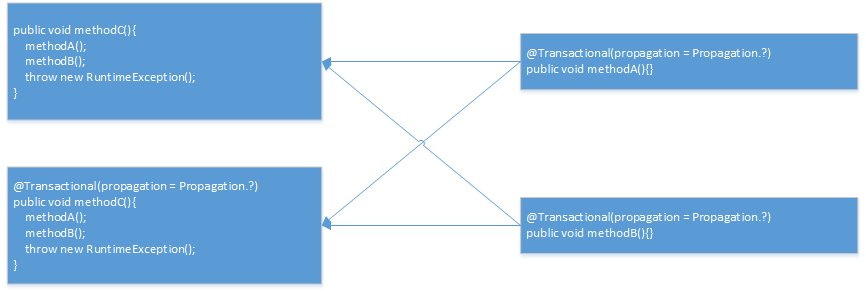 public void methodC(){
methodA();
methodB();
throw new RuntimeException();
}
@Transactional(propagation = Propagation.?)
public void methodA(){}
@Transactional(propagation = Propagation.?)
public void methodC(){
methodA();
methodB();
throw new RuntimeException();
}
@Transactional(propagation = Propagation.?)
public void methodB(){}